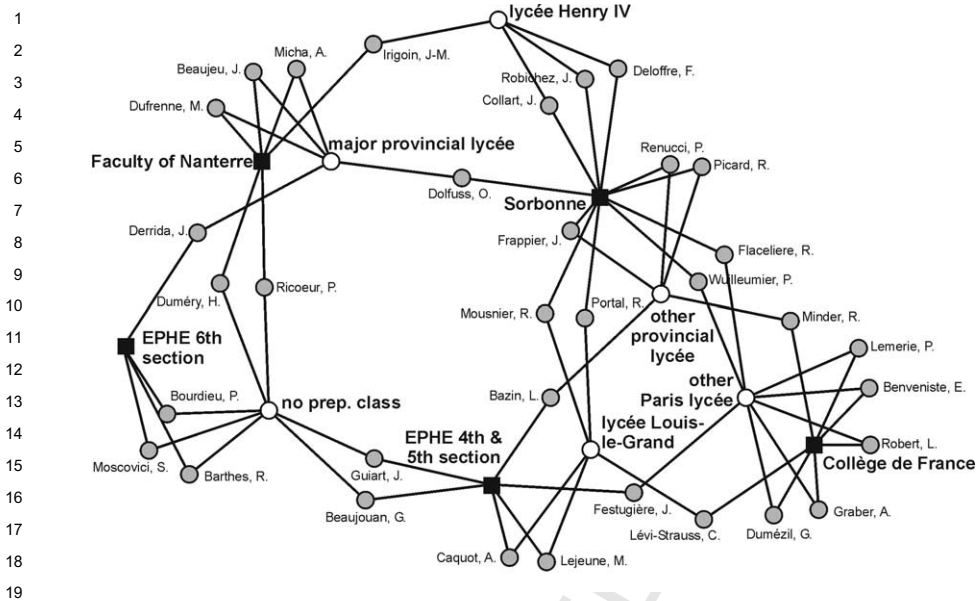 1
lycée Henry IV
2
Micha, A.
Irigoin, J-M.
Beaujeu, J.
Deloffre, F.
3
Robichez, J.
Collart, J.
4
Dufrenne, M.
5
major provincial lycée
Renucci, P.
Faculty of Nanterre
Picard, R.
6
Dolfuss, O.
Sorbonne
7
Derrida, J.
Frappier, J.
8
Flaceliere, R.
9
Wuilleumier, P.
Duméry, H.
Ricoeur, P.
10
Mousnier, R.
Portal, R.
other
provincial
lycée
Minder, R.
11
EPHE 6th
section
Lemerie, P.
12
other
Paris lycée
Benveniste, E.
Bourdieu, P.
Bazin, L.
13
no prep. class
lycée Louis-
le-Grand
14
EPHE 4th &
5th section
Robert, L.
15
Moscovici, S.
Barthes, R.
Guiart, J.
Collège de France
16
Beaujouan, G.
Festugière, J.
Graber, A.
17
Lévi-Strauss, C.
Dumézil, G.
18
Caquot, A.
Lejeune, M.
19